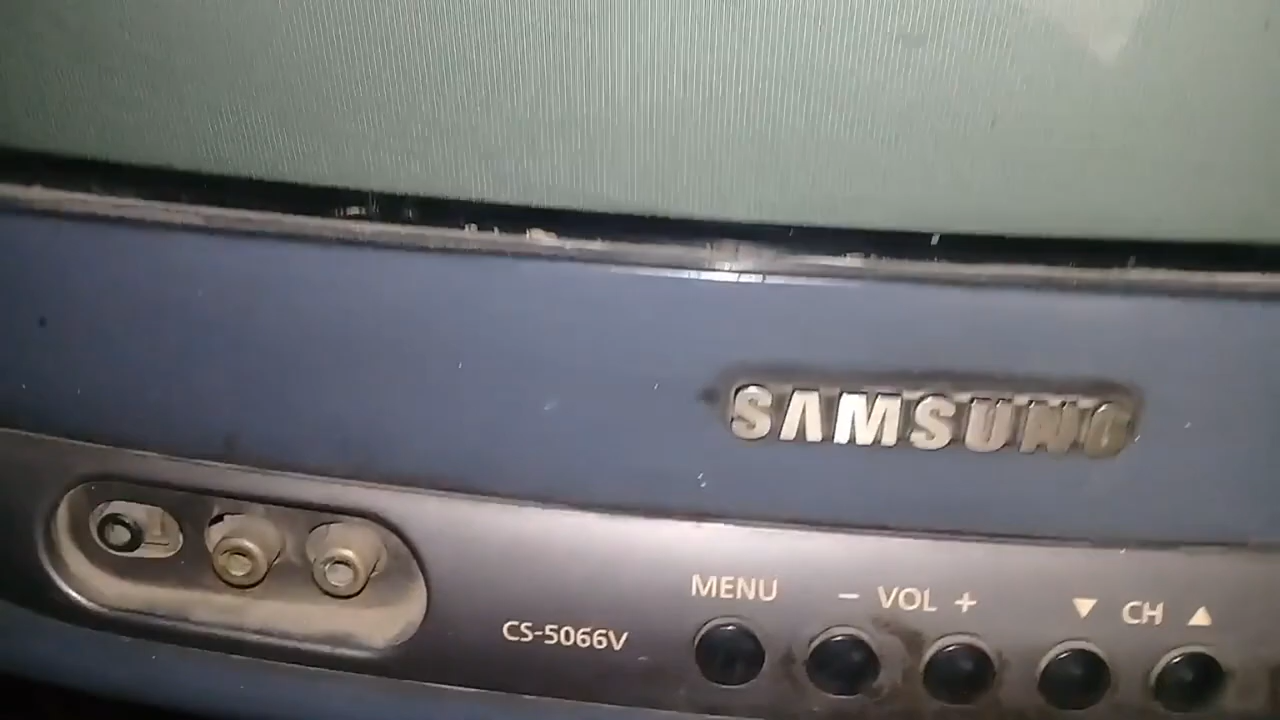 SAMSUNG
MENU
− VOL +
▼ CH ▲
CS-5066V